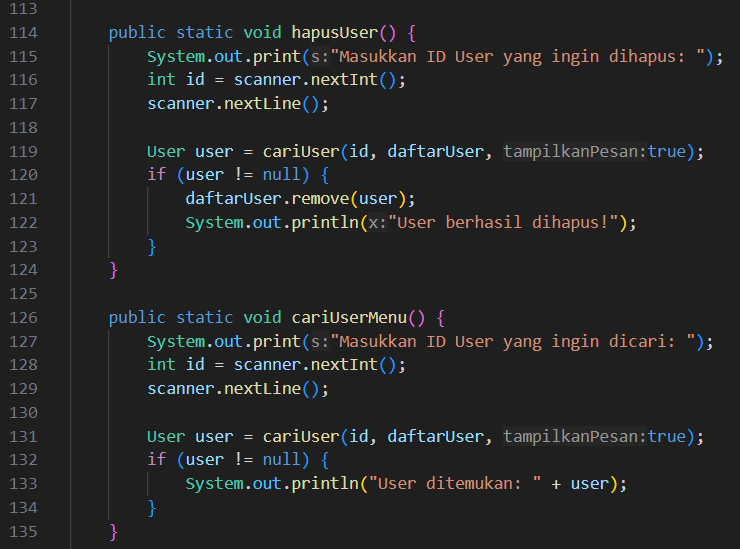 113
114 public static void hapusUser() {
115 System.out.print(s:"Masukkan ID User yang ingin dihapus: ");
116 int id = scanner.nextInt();
117 scanner.nextLine();
118
119 User user = cariUser(id, daftarUser, tampilkanPesan:true);
120 if (user != null) {
121 daftarUser.remove(user);
122 System.out.println(x:"User berhasil dihapus!");
123 }
124 }
125
126 public static void cariUserMenu() {
127 System.out.print(s:"Masukkan ID User yang ingin dicari: ");
128 int id = scanner.nextInt();
129 scanner.nextLine();
130
131 User user = cariUser(id, daftarUser, tampilkanPesan:true);
132 if (user != null) {
133 System.out.println("User ditemukan: " + user);
134 }
135 }